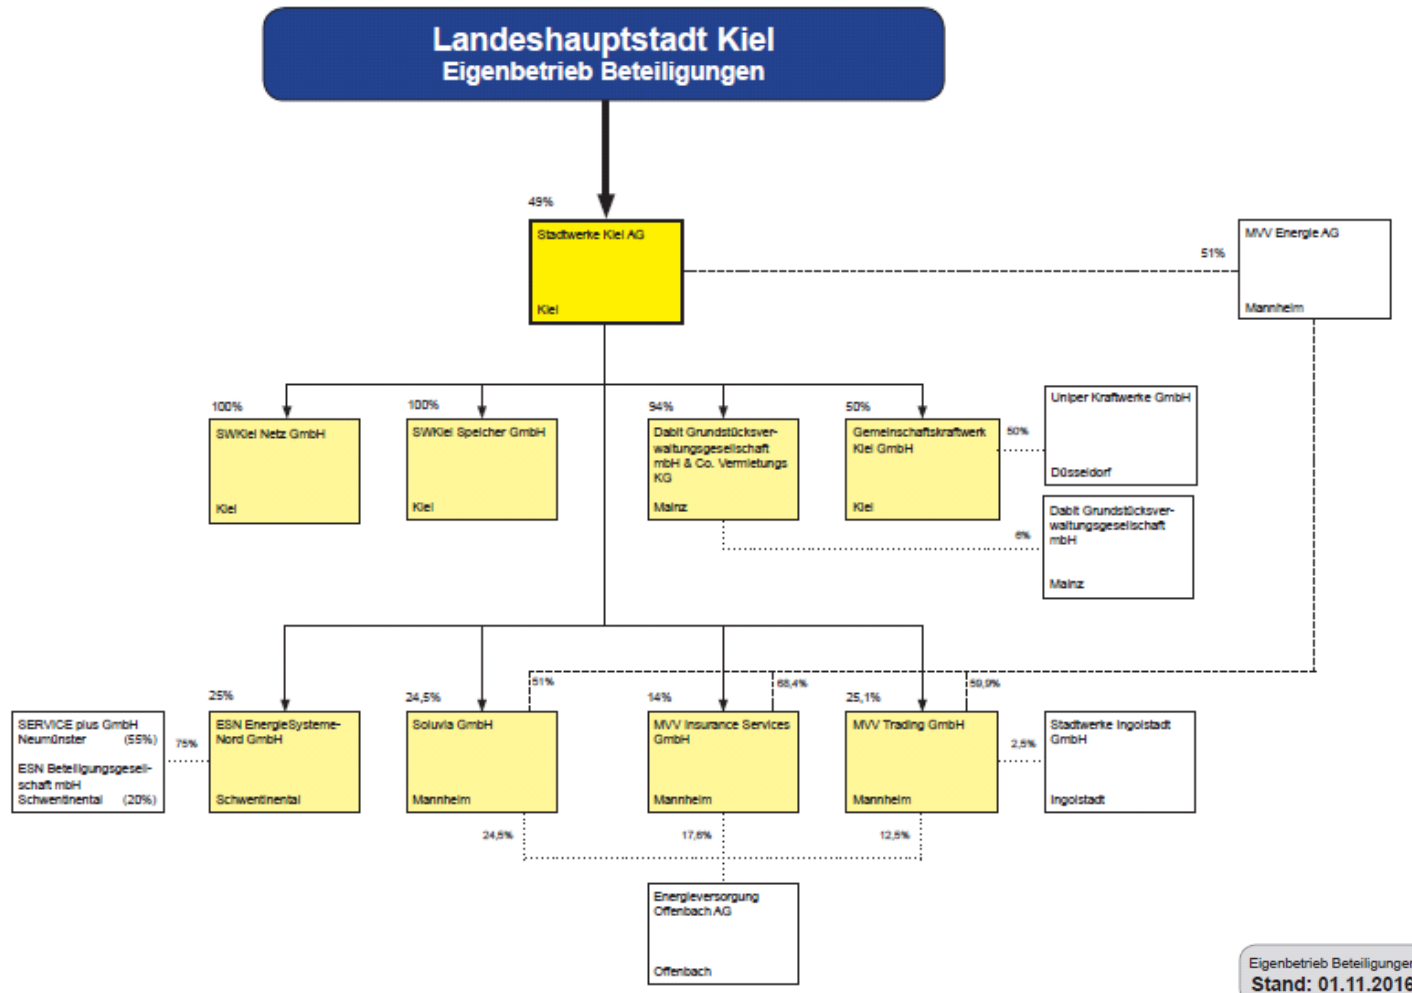 Landeshauptstadt Kiel
Eigenbetrieb Beteiligungen
49%
Stadtwerke Kiel AG
Kiel
51%
MVV Energie AG
Mannheim
100%
SWKiel Netz GmbH
Kiel
100%
SWKiel Speicher GmbH
Kiel
94%
Dabit Grundstücksver-
waltungsgesellschaft
mbH & Co. Vermietungs
KG
Mainz
50%
Gemeinschaftskraftwerk
Kiel GmbH
Kiel
50%
Uniper Kraftwerke GmbH
Düsseldorf
6%
Dabit Grundstücksver-
waltungsgesellschaft
mbH
Mainz
51%
68,4%
59,9%
SERVICE plus GmbH
Neumünster (55%)
ESN Beteiligungsgesell-
schaft mbH
Schwentinental (20%)
75%
25%
ESN EnergieSysteme-
Nord GmbH
Schwentinental
24,5%
Soluvia GmbH
Mannheim
14%
MVV Insurance Services
GmbH
Mannheim
25,1%
MVV Trading GmbH
Mannheim
2,5%
Stadtwerke Ingolstadt
GmbH
Ingolstadt
24,5%
17,6%
12,5%
Energieversorgung
Offenbach AG
Offenbach
Eigenbetrieb Beteiligungen
Stand: 01.11.2016